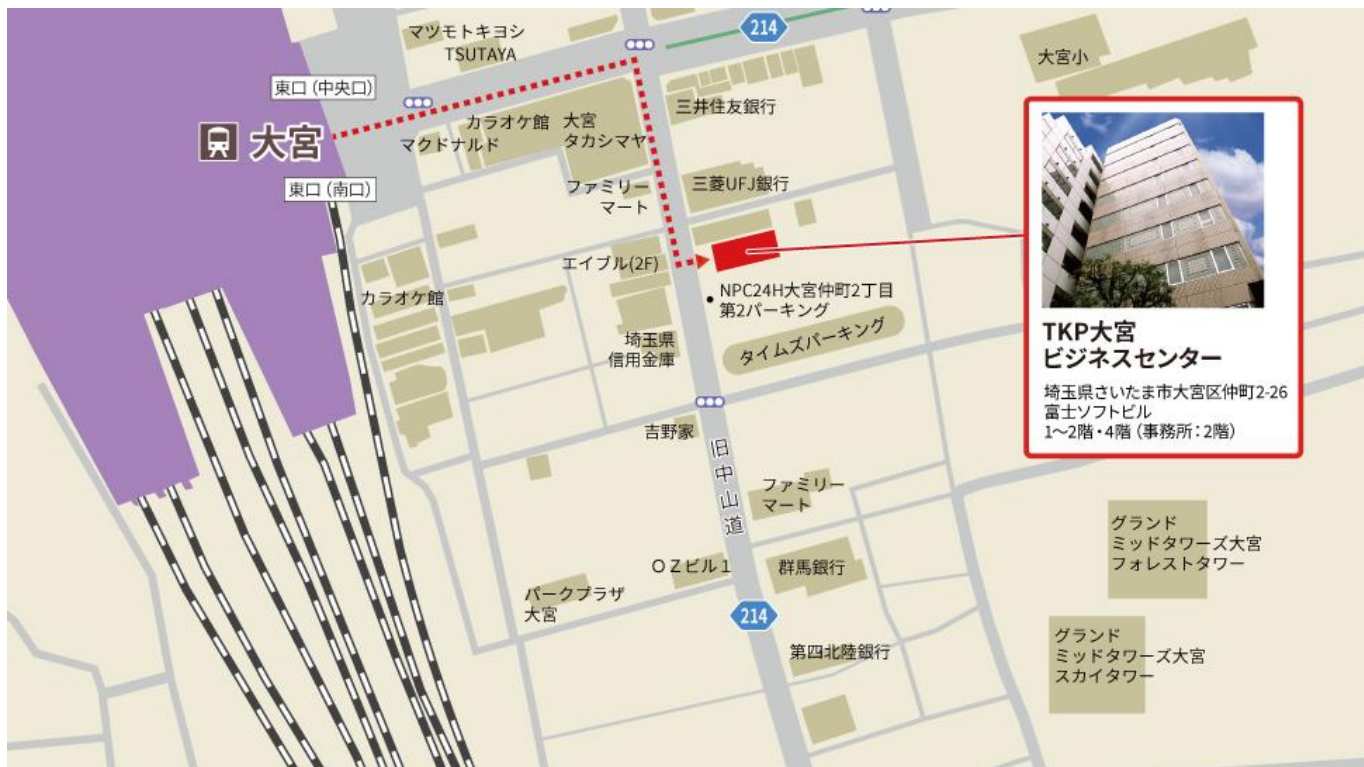 マツモトキヨシ
TSUTAYA
214
大宮小
東口（中央口）
大宮
カラオケ館
マクドナルド
大宮
タカシマヤ
三井住友銀行
東口（南口）
ファミリー
マート
三菱UFJ銀行
エイブル(2F)
カラオケ館
NPC24H大宮仲町2丁目
第2パーキング
埼玉県
信用金庫
タイムズパーキング
TKP大宮
ビジネスセンター
埼玉県さいたま市大宮区仲町2-26
富士ソフトビル
1〜2階・4階（事務所：2階）
吉野家
旧中山道
ファミリー
マート
OZビル1
群馬銀行
パークプラザ
大宮
214
第四北陸銀行
グランド
ミッドタワーズ大宮
フォレストタワー
グランド
ミッドタワーズ大宮
スカイタワー